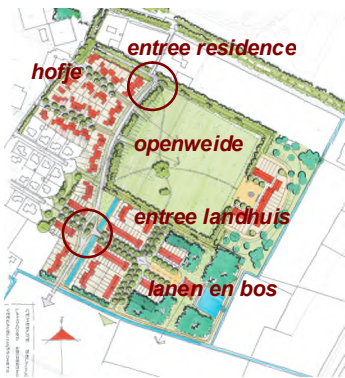 entree residence
hofje
openweide
entree landhuis
lanen en bos